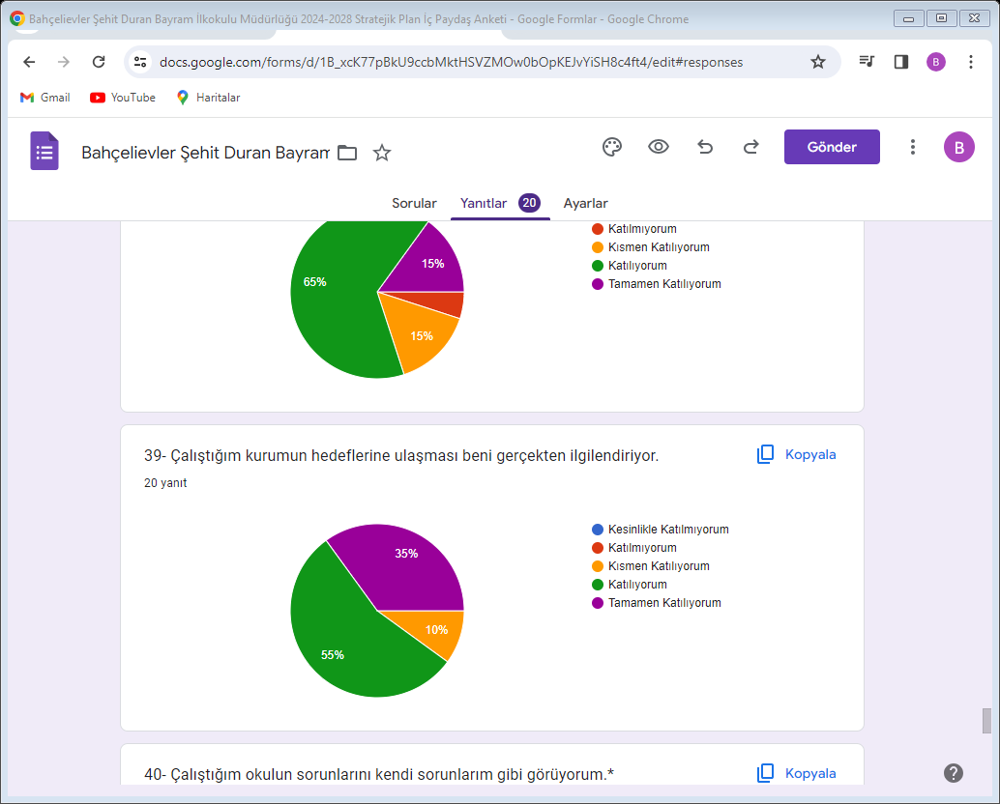 Bahçelievler Şehit Duran Bayram İlkokulu Müdürlüğü 2024-2028 Stratejik Plan İç Paydaş Anketi - Google Formlar - Google Chrome
docs.google.com/forms/d/1B_xcK77pBkU9ccbMktHSVZMOw0bOpKEJvYiSH8c4ft4/edit#responses
B
Gmail YouTube Haritalar
Bahçelievler Şehit Duran Bayram
Gönder
B
Sorular Yanıtlar 20 Ayarlar
Katılmıyorum
Kısmen Katılıyorum
Katılıyorum
Tamamen Katılıyorum
15%
65%
15%
39- Çalıştığım kurumun hedeflerine ulaşması beni gerçekten ilgilendiriyor.
Kopyala
20 yanıt
Kesinlikle Katılmıyorum
Katılmıyorum
Kısmen Katılıyorum
Katılıyorum
Tamamen Katılıyorum
35%
10%
55%
40- Çalıştığım okulun sorunlarını kendi sorunlarım gibi görüyorum.*
Kopyala